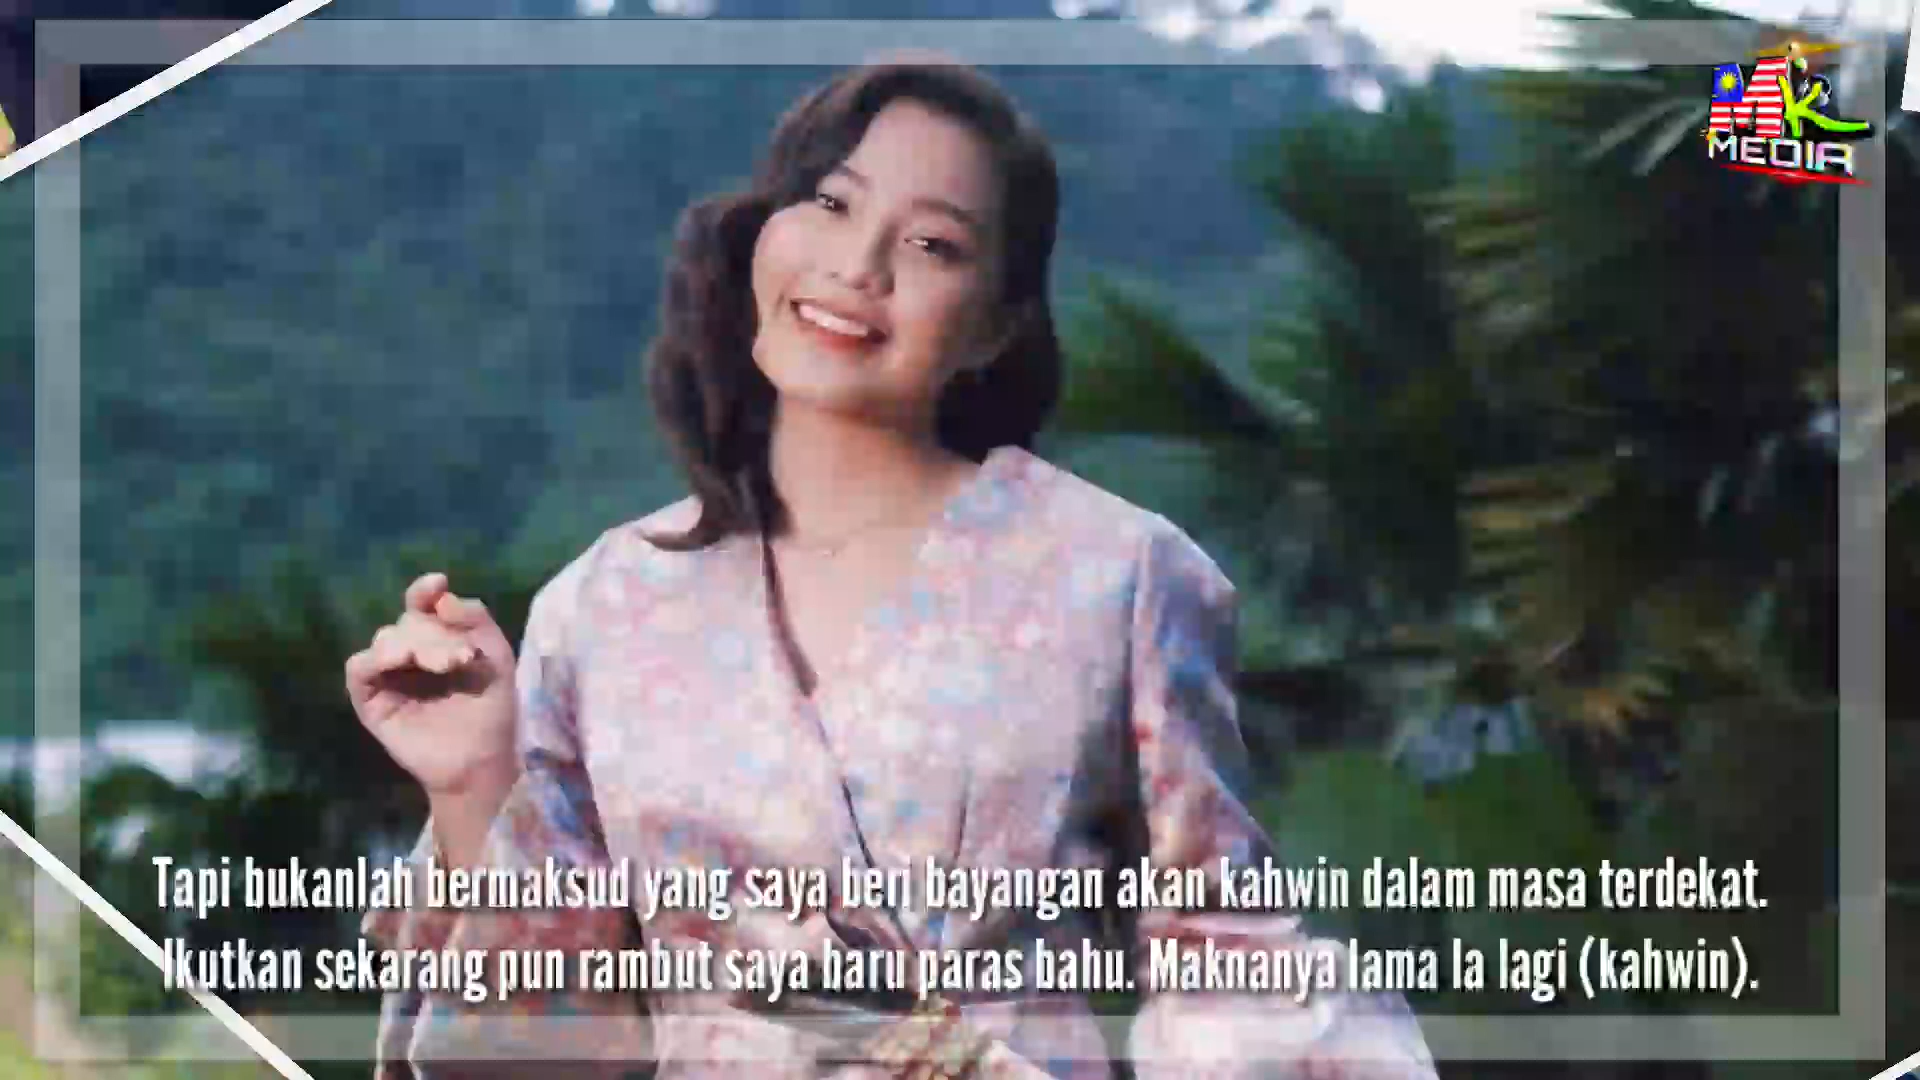 MK
MEDIA
Tapi bukanlah bermaksud yang saya beri bayangan akan kahwin dalam masa terdekat.
Ikutkan sekarang pun rambut saya baru paras bahu. Maknanya lama la lagi (kahwin).